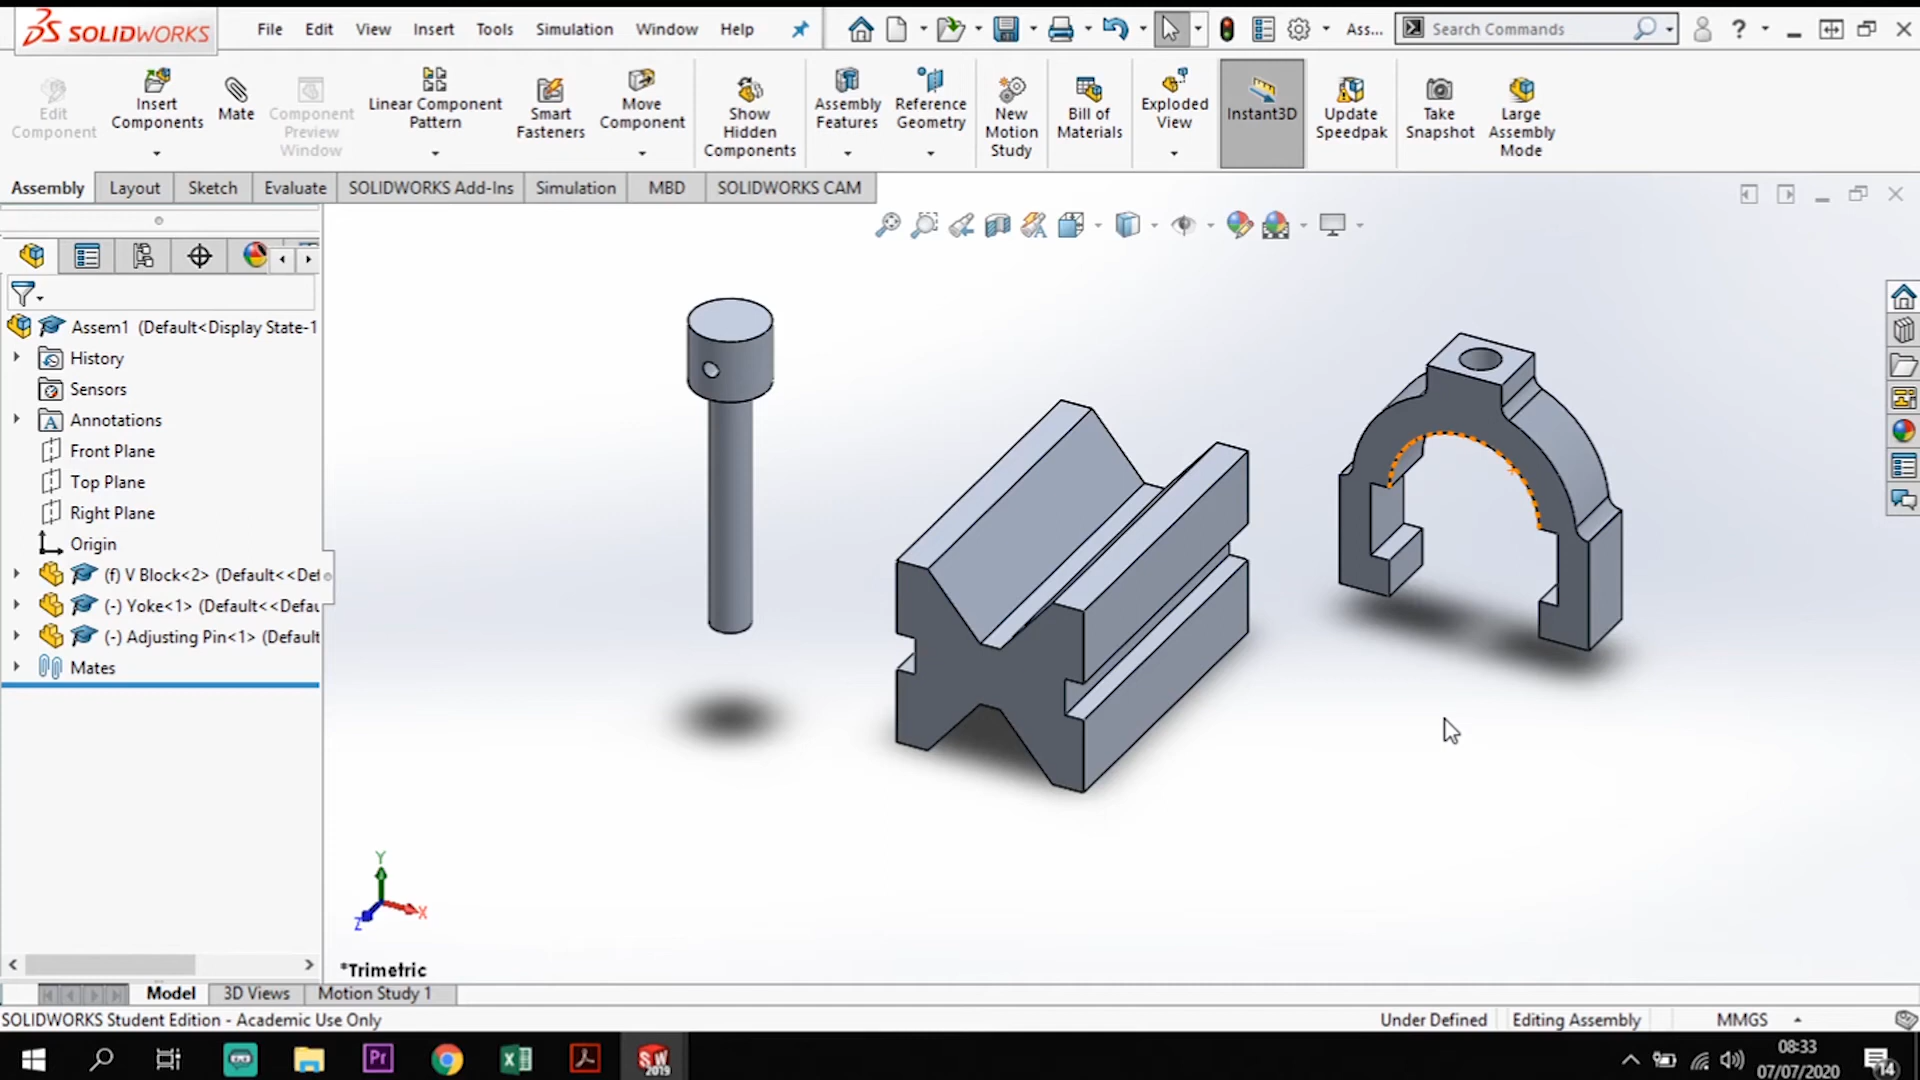 SOLIDWORKS File Edit View Insert Tools Simulation Window Help Ass... Search Commands ?
Edit Component Insert Components Mate Component Preview Window Linear Component Pattern Smart Fasteners Move Component Show Hidden Components Assembly Features Reference Geometry New Motion Study Bill of Materials Exploded View Instant3D Update Speedpak Take Snapshot Large Assembly Mode
Assembly Layout Sketch Evaluate SOLIDWORKS Add-Ins Simulation MBD SOLIDWORKS CAM
Assem1 (Default<Display State-1
History
Sensors
Annotations
Front Plane
Top Plane
Right Plane
Origin
(f) V Block<2> (Default<<Def
(-) Yoke<1> (Default<<Defau
(-) Adjusting Pin<1> (Default
Mates
Y
X
Z
*Trimetric
Model 3D Views Motion Study 1
SOLIDWORKS Student Edition - Academic Use Only Under Defined Editing Assembly MMGS
Pr SW 2019 08:33
07/07/2020 14